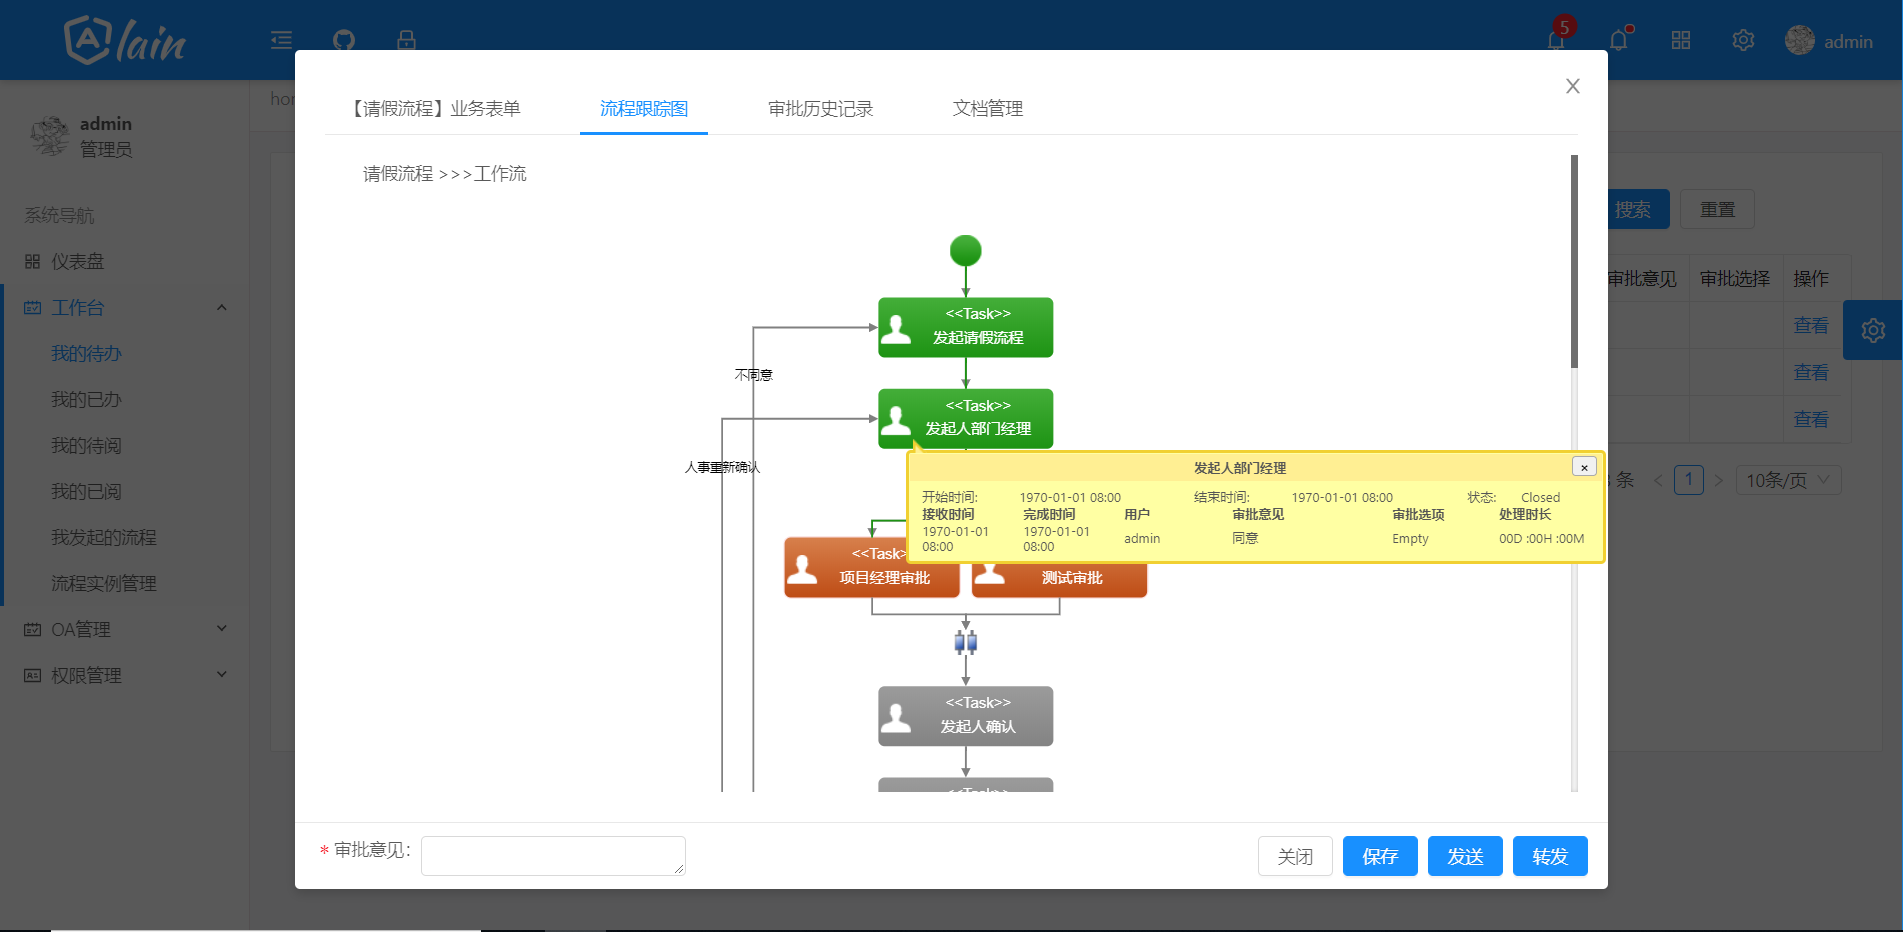 Alain
5
admin
hor
admin
管理员
系统导航
仪表盘
工作台
我的待办
我的已办
我的待阅
我的已阅
我发起的流程
流程实例管理
OA管理
权限管理
【请假流程】业务表单 流程跟踪图 审批历史记录 文档管理
请假流程 >>>工作流
<<Task>>
发起请假流程
不同意
<<Task>>
发起人部门经理
人事重新确认
发起人部门经理 ×
开始时间: 1970-01-01 08:00 结束时间: 1970-01-01 08:00 状态: Closed
接收时间 完成时间 用户 审批意见 审批选项 处理时长
1970-01-01 08:00 1970-01-01 08:00 admin 同意 Empty 00D :00H :00M
<<Task>
项目经理审批
测试审批
<<Task>>
发起人确认
<<Task>>
* 审批意见:
关闭 保存 发送 转发
搜索 重置
审批意见 审批选择 操作
查看
查看
查看
条 < 1 > 10条/页